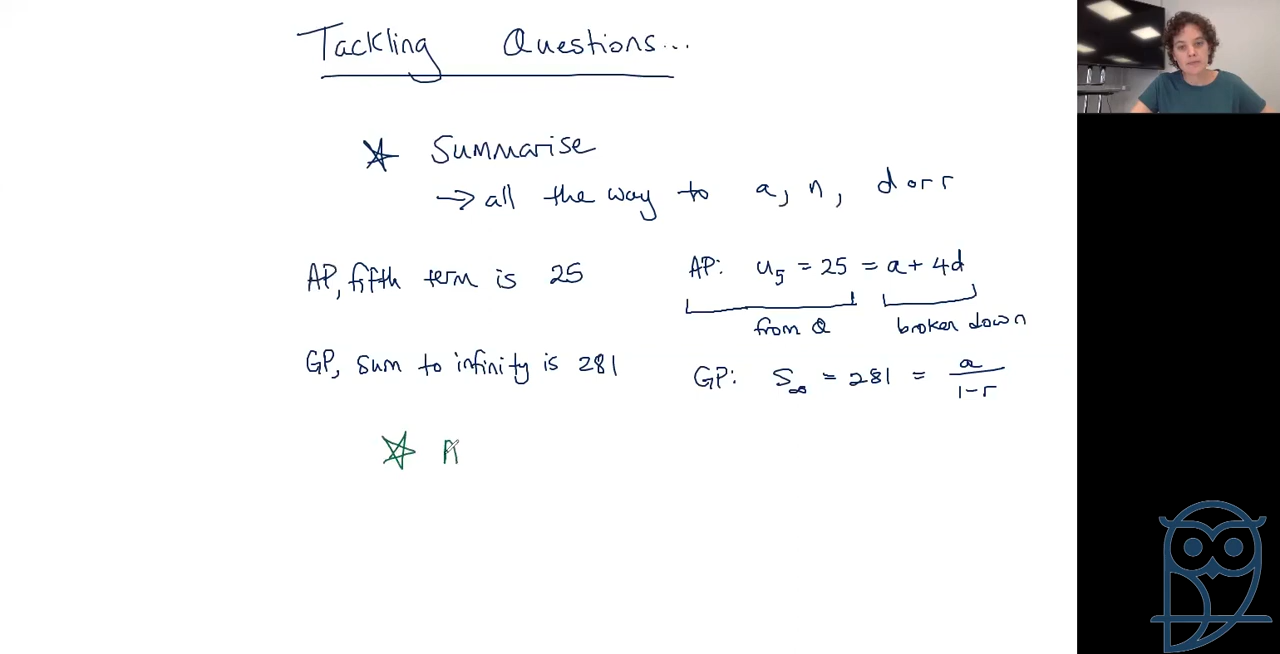 Tackling Questions...
☆ Summarise
→ all the way to a, n, d or r
AP, fifth term is 25
AP: u₅ = 25 = a + 4d
from Q
broken down
GP, sum to infinity is 281
GP: S∞ = 281 = a/(1-r)
☆